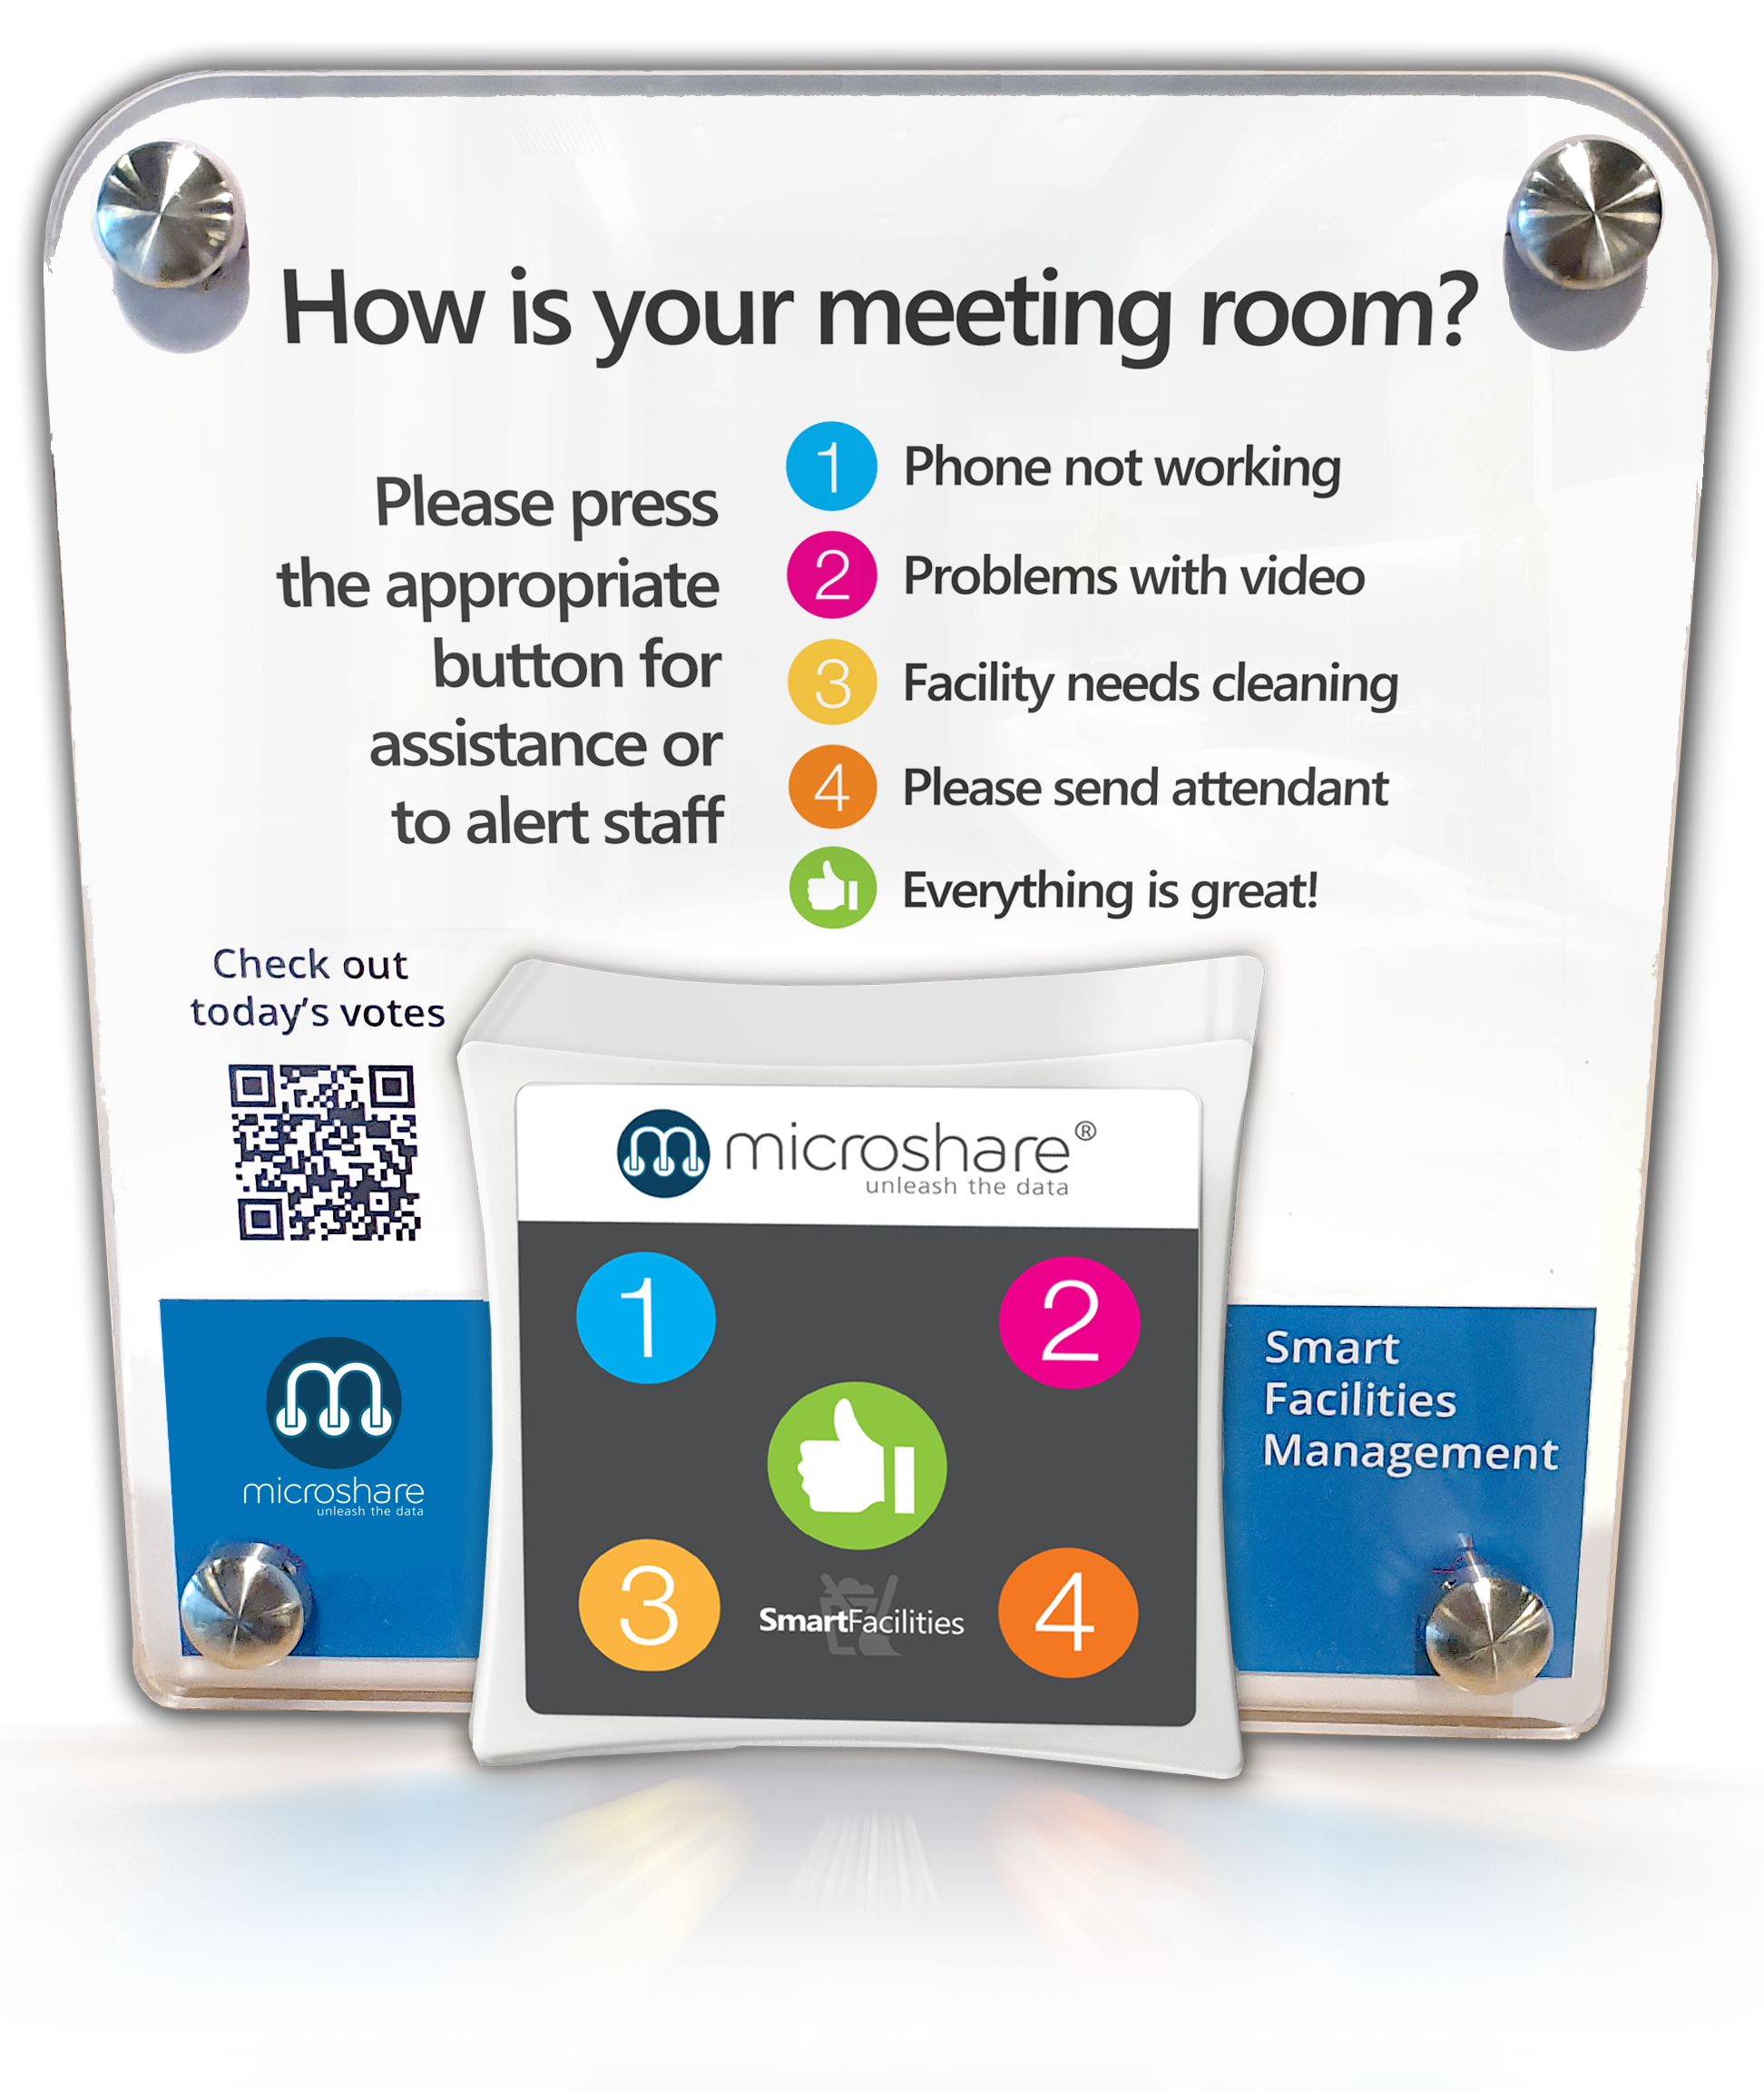 How is your meeting room?
Please press
the appropriate
button for
assistance or
to alert staff
1 Phone not working
2 Problems with video
3 Facility needs cleaning
4 Please send attendant
Everything is great!
Check out
today's votes
microshare®
unleash the data
1
2
3
SmartFacilities
4
microshare
unleash the data
Smart
Facilities
Management